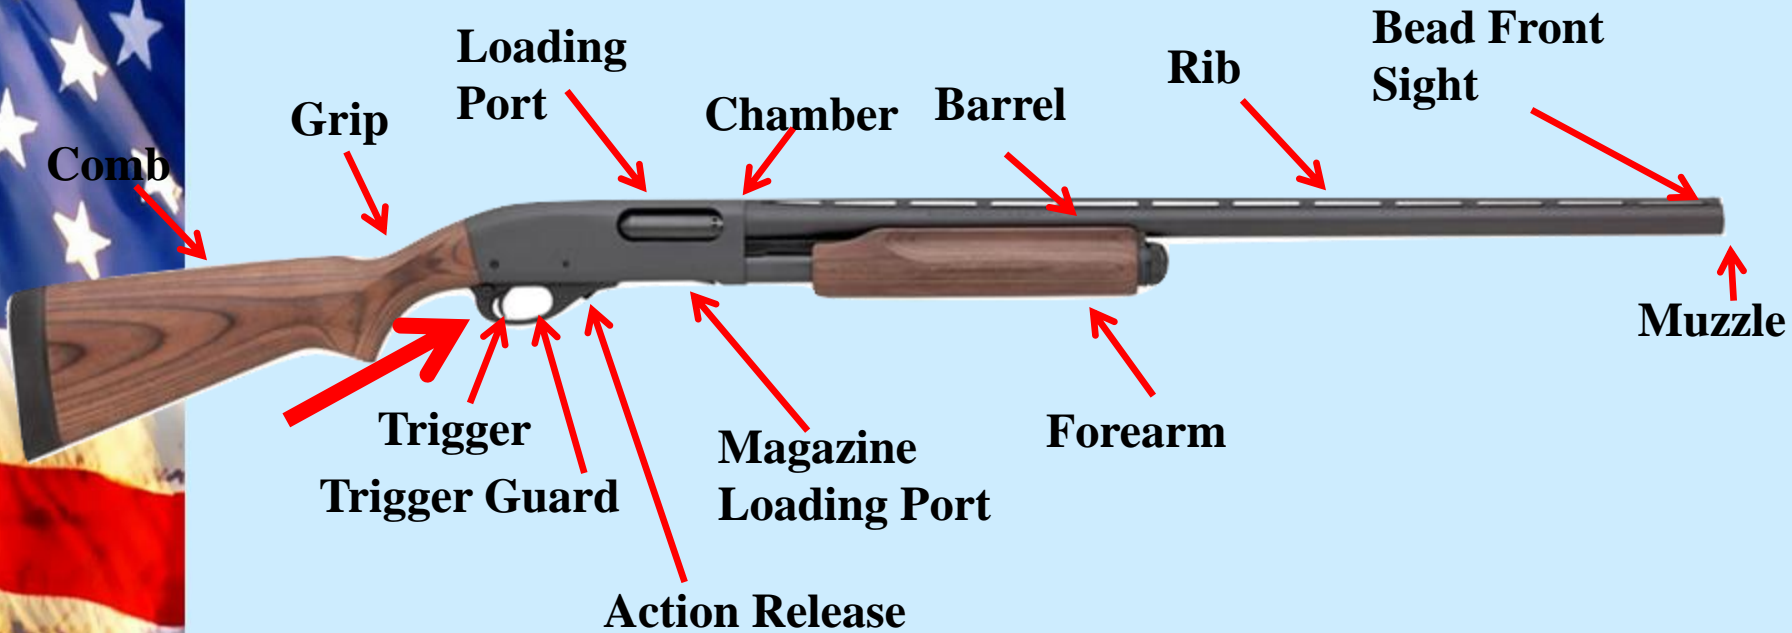 Bead Front
Sight
Loading
Port
Rib
Grip
Chamber
Barrel
Comb
Muzzle
Trigger
Forearm
Magazine
Loading Port
Trigger Guard
Action Release